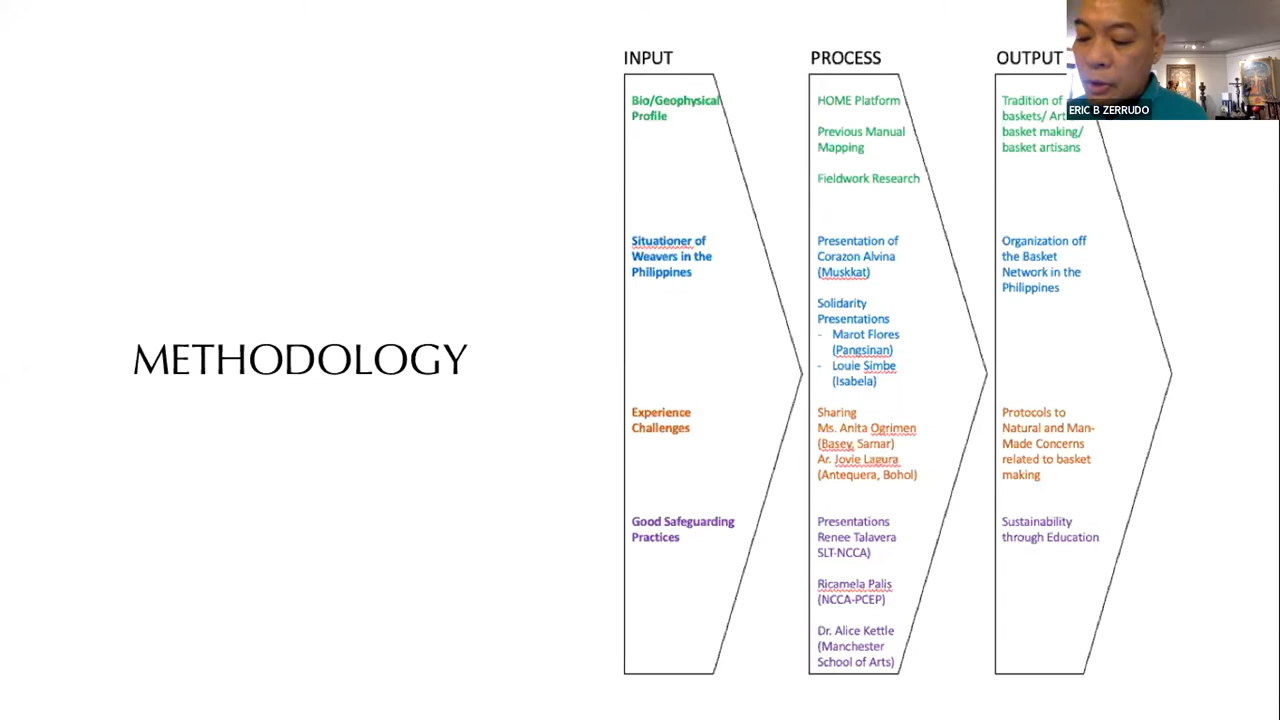 METHODOLOGY
INPUT
Bio/Geophysical
Profile
Situationer of
Weavers in the
Philippines
Experience
Challenges
Good Safeguarding
Practices
PROCESS
HOME Platform
Previous Manual
Mapping
Fieldwork Research
Presentation of
Corazon Alvina
(Muskkat)
Solidarity
Presentations
- Marot Flores
(Pangsinan)
- Louie Simbe
(Isabela)
Sharing
Ms. Anita Ogrimen
(Basey, Samar)
Ar. Jovie Lagura
(Antequera, Bohol)
Presentations
Renee Talavera
SLT-NCCA)
Ricamela Palis
(NCCA-PCEP)
Dr. Alice Kettle
(Manchester
School of Arts)
OUTPUT
Tradition of
baskets/
basket making/
basket artisans
Organization off
the Basket
Network in the
Philippines
Protocols to
Natural and Man-
Made Concerns
related to basket
making
Sustainability
through Education
ERIC B ZERRUDO